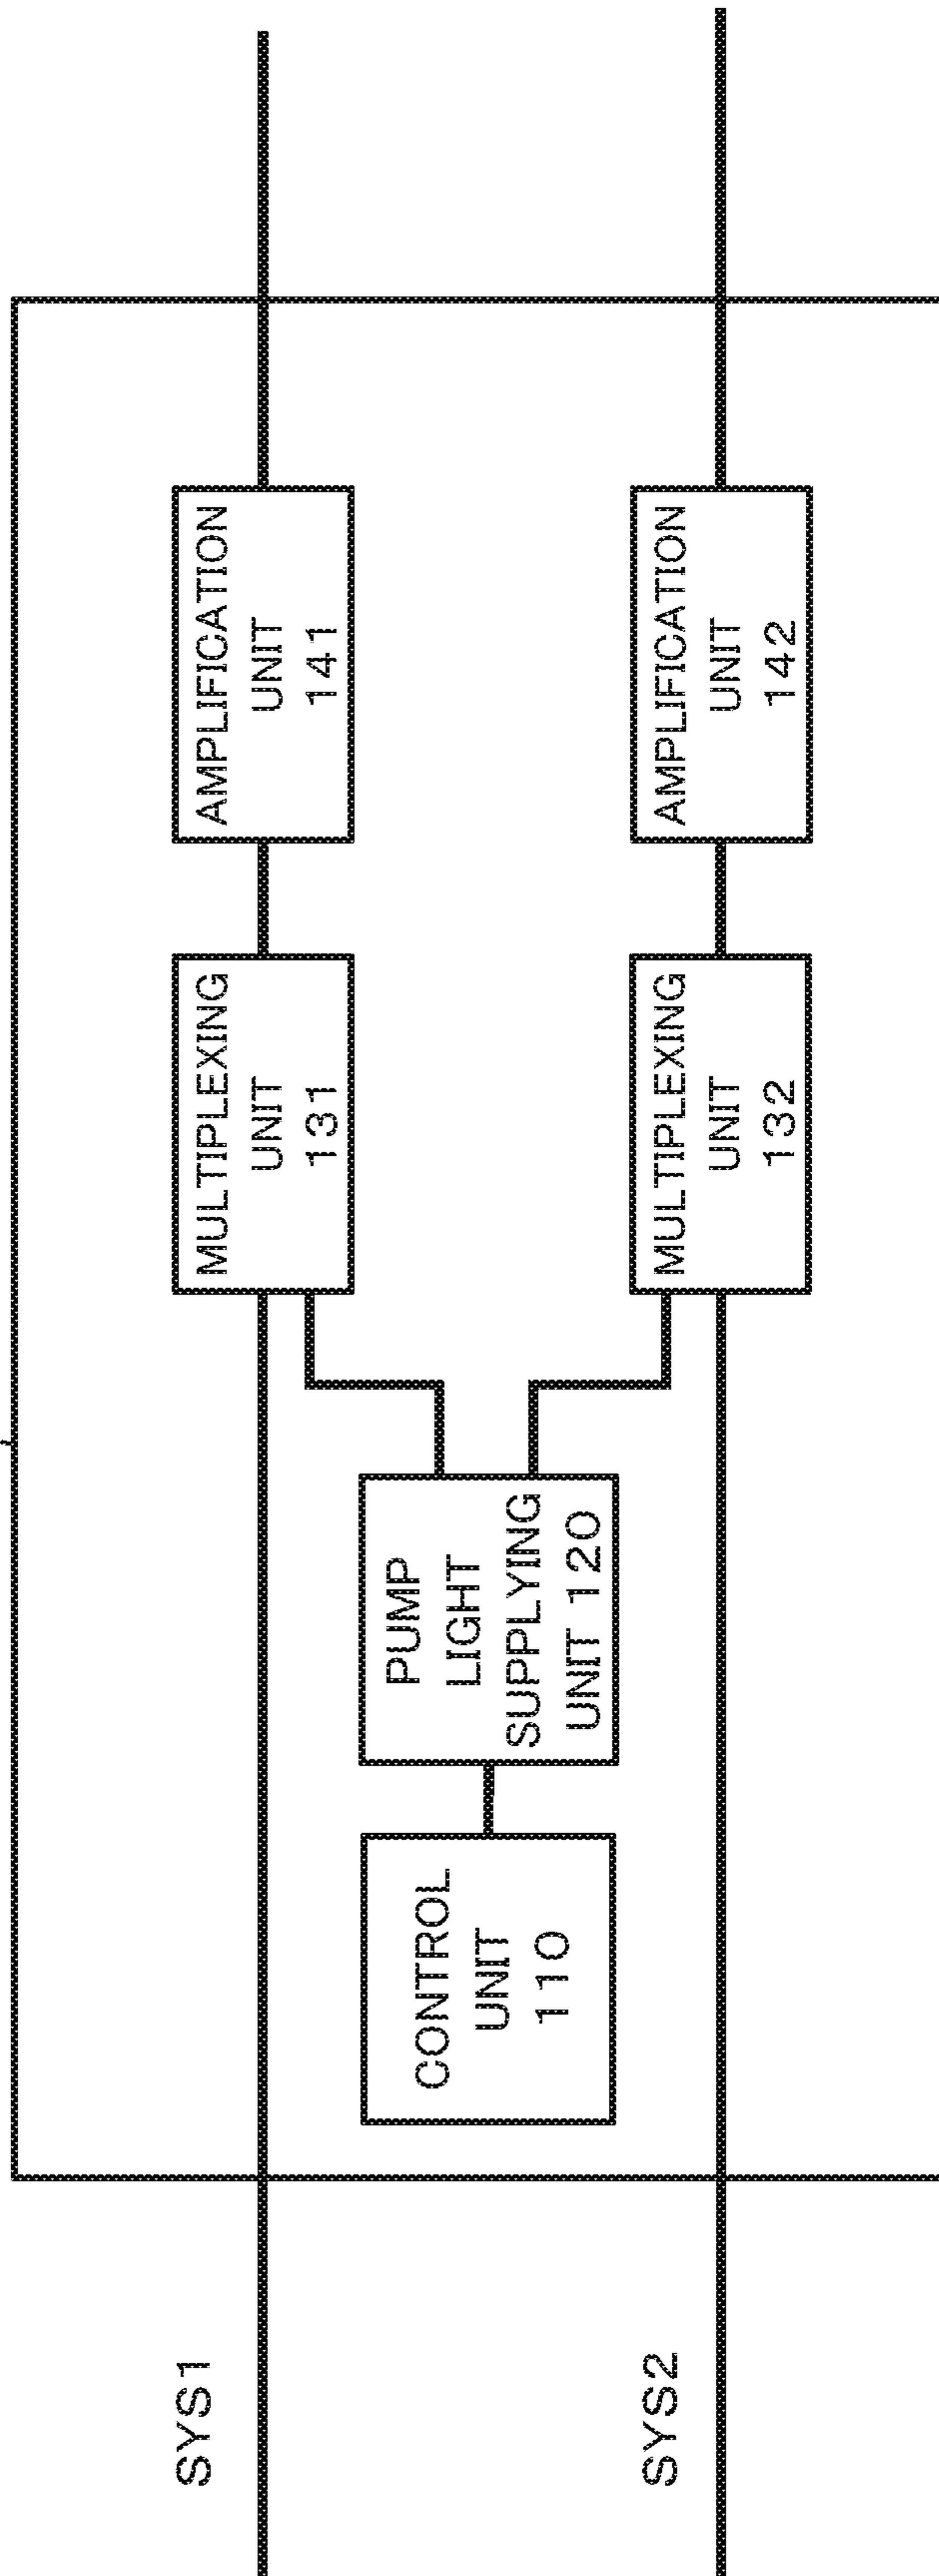 SYS1
MULTIPLEXING
UNIT
131
AMPLIFICATION
UNIT
141
CONTROL
UNIT
110
PUMP
LIGHT
SUPPLYING
UNIT 120
SYS2
MULTIPLEXING
UNIT
132
AMPLIFICATION
UNIT
142